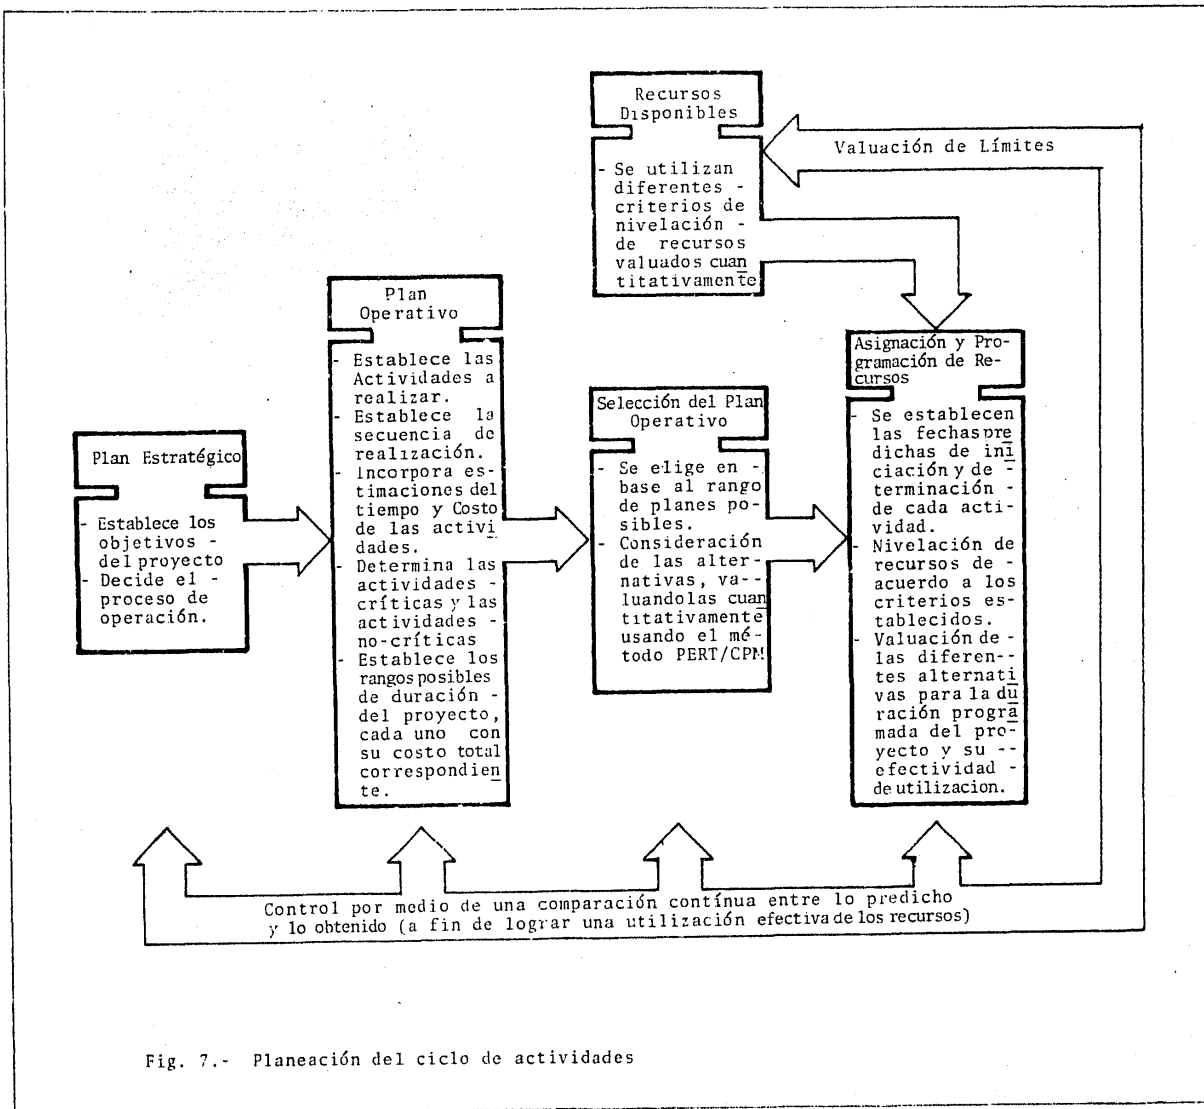 Recursos
Disponibles
- Se utilizan
diferentes -
criterios de
nivelación -
de recursos
valuados cuan
titativamente
Valuación de Límites
Plan
Operativo
- Establece las
Actividades a
realizar.
- Establece la
secuencia de
realización.
- Incorpora es-
timaciones del
tiempo y Costo
de las activi
dades.
- Determina las
actividades -
críticas y las
actividades -
no-críticas
- Establece los
rangos posibles
de duración -
del proyecto,
cada uno con
su costo total
correspondien
te.
Plan Estratégico
- Establece los
objetivos -
del proyecto
- Decide el -
proceso de
operación.
Selección del Plan
Operativo
- Se elige en -
base al rango
de planes po-
sibles.
- Consideración
de las alter-
nativas, va--
luandolas cuan
titativamente
usando el mé-
todo PERT/CPM
Asignación y Pro-
gramación de Re-
cursos
- Se establecen
las fechas pre
dichas de ini
ciación y de -
terminación -
de cada acti-
vidad.
- Nivelación de
recursos de -
acuerdo a los
criterios es-
tablecidos.
- Valuación de -
las diferen--
tes alternati
vas para la du
ración progra
mada del pro-
yecto y su --
efectividad -
de utilizacion.
Control por medio de una comparación contínua entre lo predicho
y lo obtenido (a fin de lograr una utilización efectiva de los recursos)
Fig. 7.- Planeación del ciclo de actividades